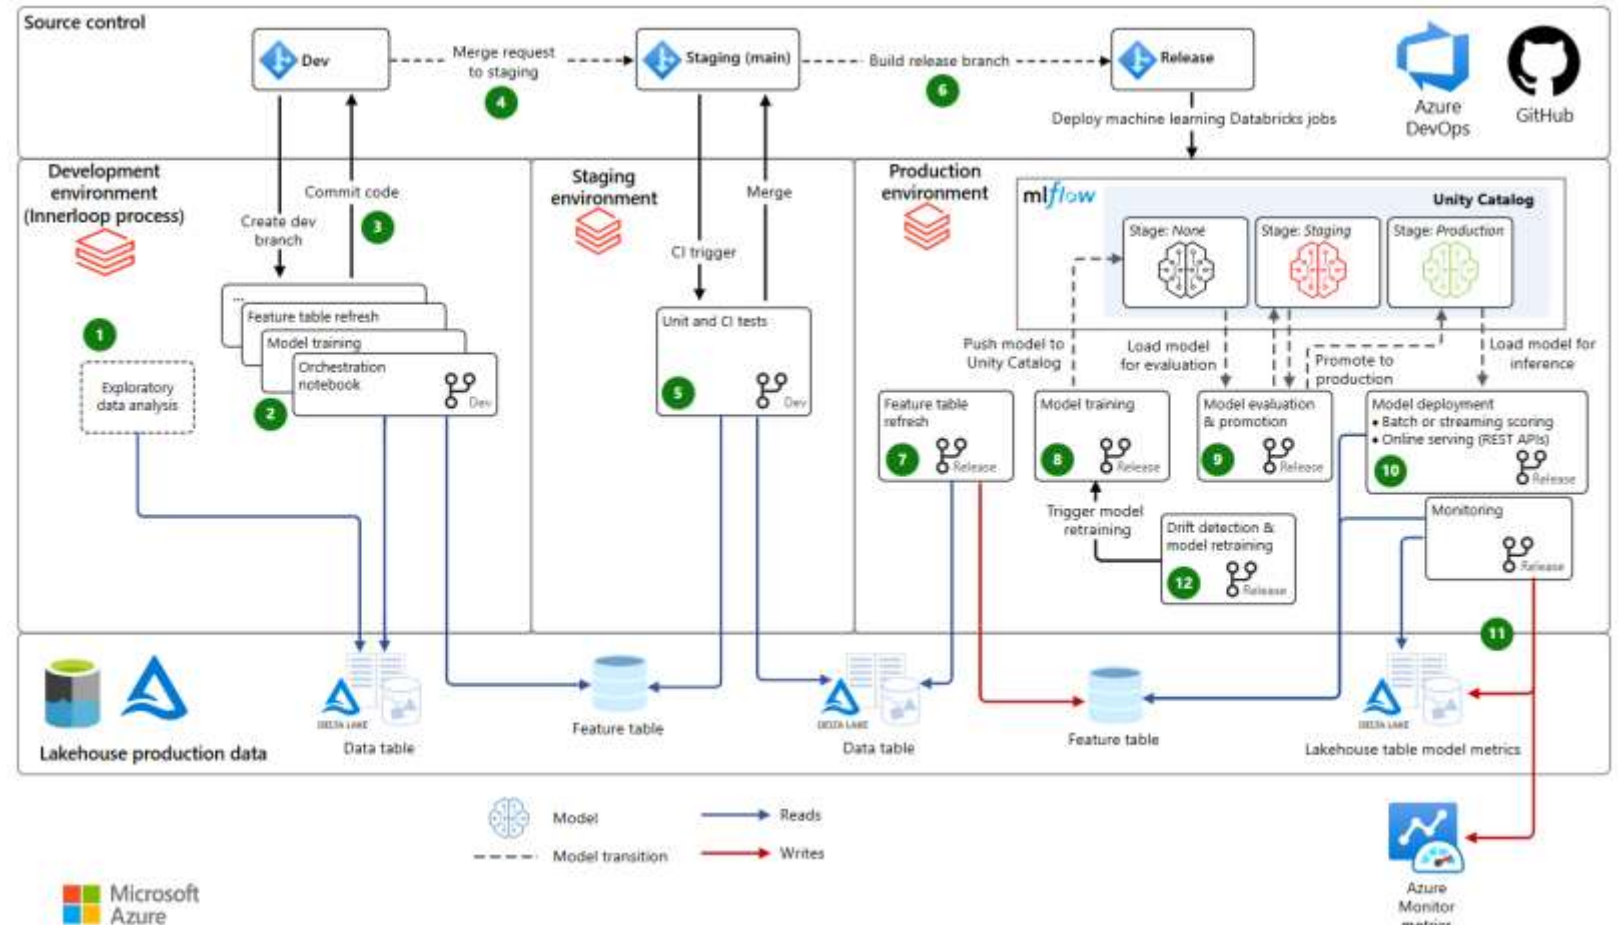 Source control
Dev
Merge request
to staging
4
Staging (main)
Build release branch
6
Release
Deploy machine learning Databricks jobs
Azure
DevOps
GitHub
Development
environment
(Innerloop process)
Commit code
3
Create dev
branch
...
Feature table refresh
Model training
Orchestration
notebook
Dev
1
Exploratory
data analysis
2
Staging
environment
Merge
CI trigger
Unit and CI tests
5
Dev
Production
environment
mlflow
Unity Catalog
Stage: None
Stage: Staging
Stage: Production
Push model to
Unity Catalog
Load model
for evaluation
Promote to
production
Load model for
inference
Feature table
refresh
7
Release
Model training
8
Release
Model evaluation
& promotion
9
Release
Model deployment
• Batch or streaming scoring
• Online serving (REST APIs)
10
Release
Trigger model
retraining
Drift detection &
model retraining
12
Release
Monitoring
Release
11
Lakehouse production data
DELTA LAKE
Data table
Feature table
DELTA LAKE
Data table
Feature table
DELTA LAKE
Lakehouse table model metrics
Model
Reads
Model transition
Writes
Microsoft
Azure
Azure
Monitor
metrics